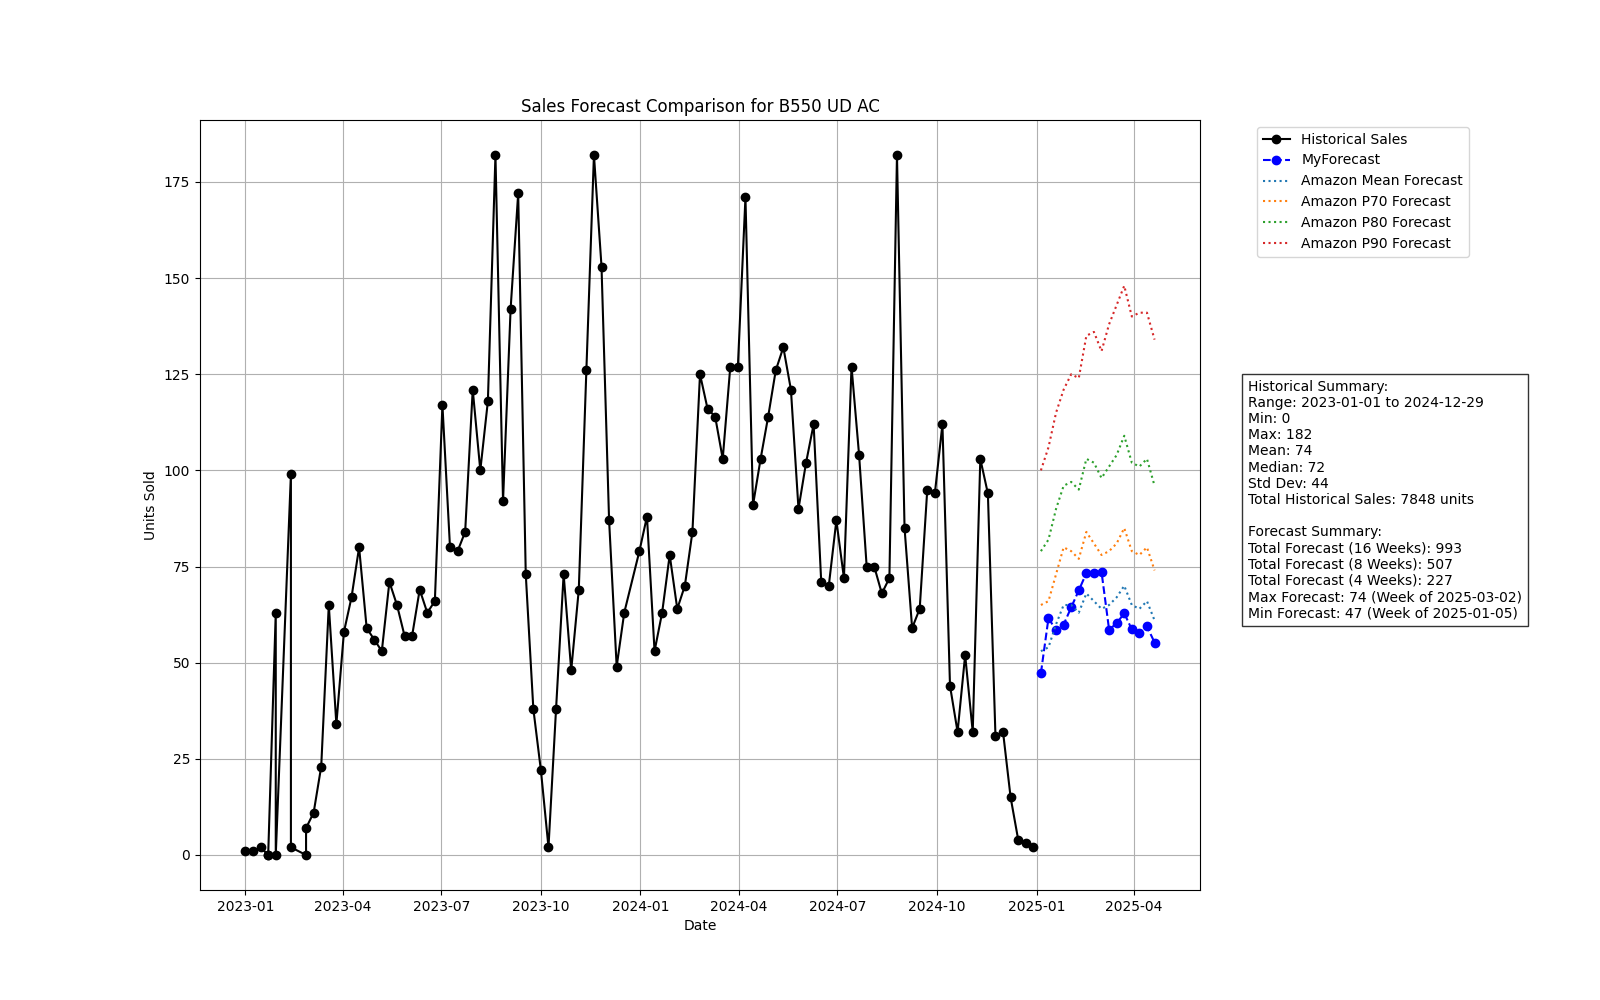 Sales Forecast Comparison for B550 UD AC
Historical Sales
MyForecast
Amazon Mean Forecast
Amazon P70 Forecast
Amazon P80 Forecast
Amazon P90 Forecast
Units Sold
175
150
125
100
75
50
25
0
2023-01
2023-04
2023-07
2023-10
2024-01
2024-04
2024-07
2024-10
2025-01
2025-04
Date
Historical Summary:
Range: 2023-01-01 to 2024-12-29
Min: 0
Max: 182
Mean: 74
Median: 72
Std Dev: 44
Total Historical Sales: 7848 units
Forecast Summary:
Total Forecast (16 Weeks): 993
Total Forecast (8 Weeks): 507
Total Forecast (4 Weeks): 227
Max Forecast: 74 (Week of 2025-03-02)
Min Forecast: 47 (Week of 2025-01-05)